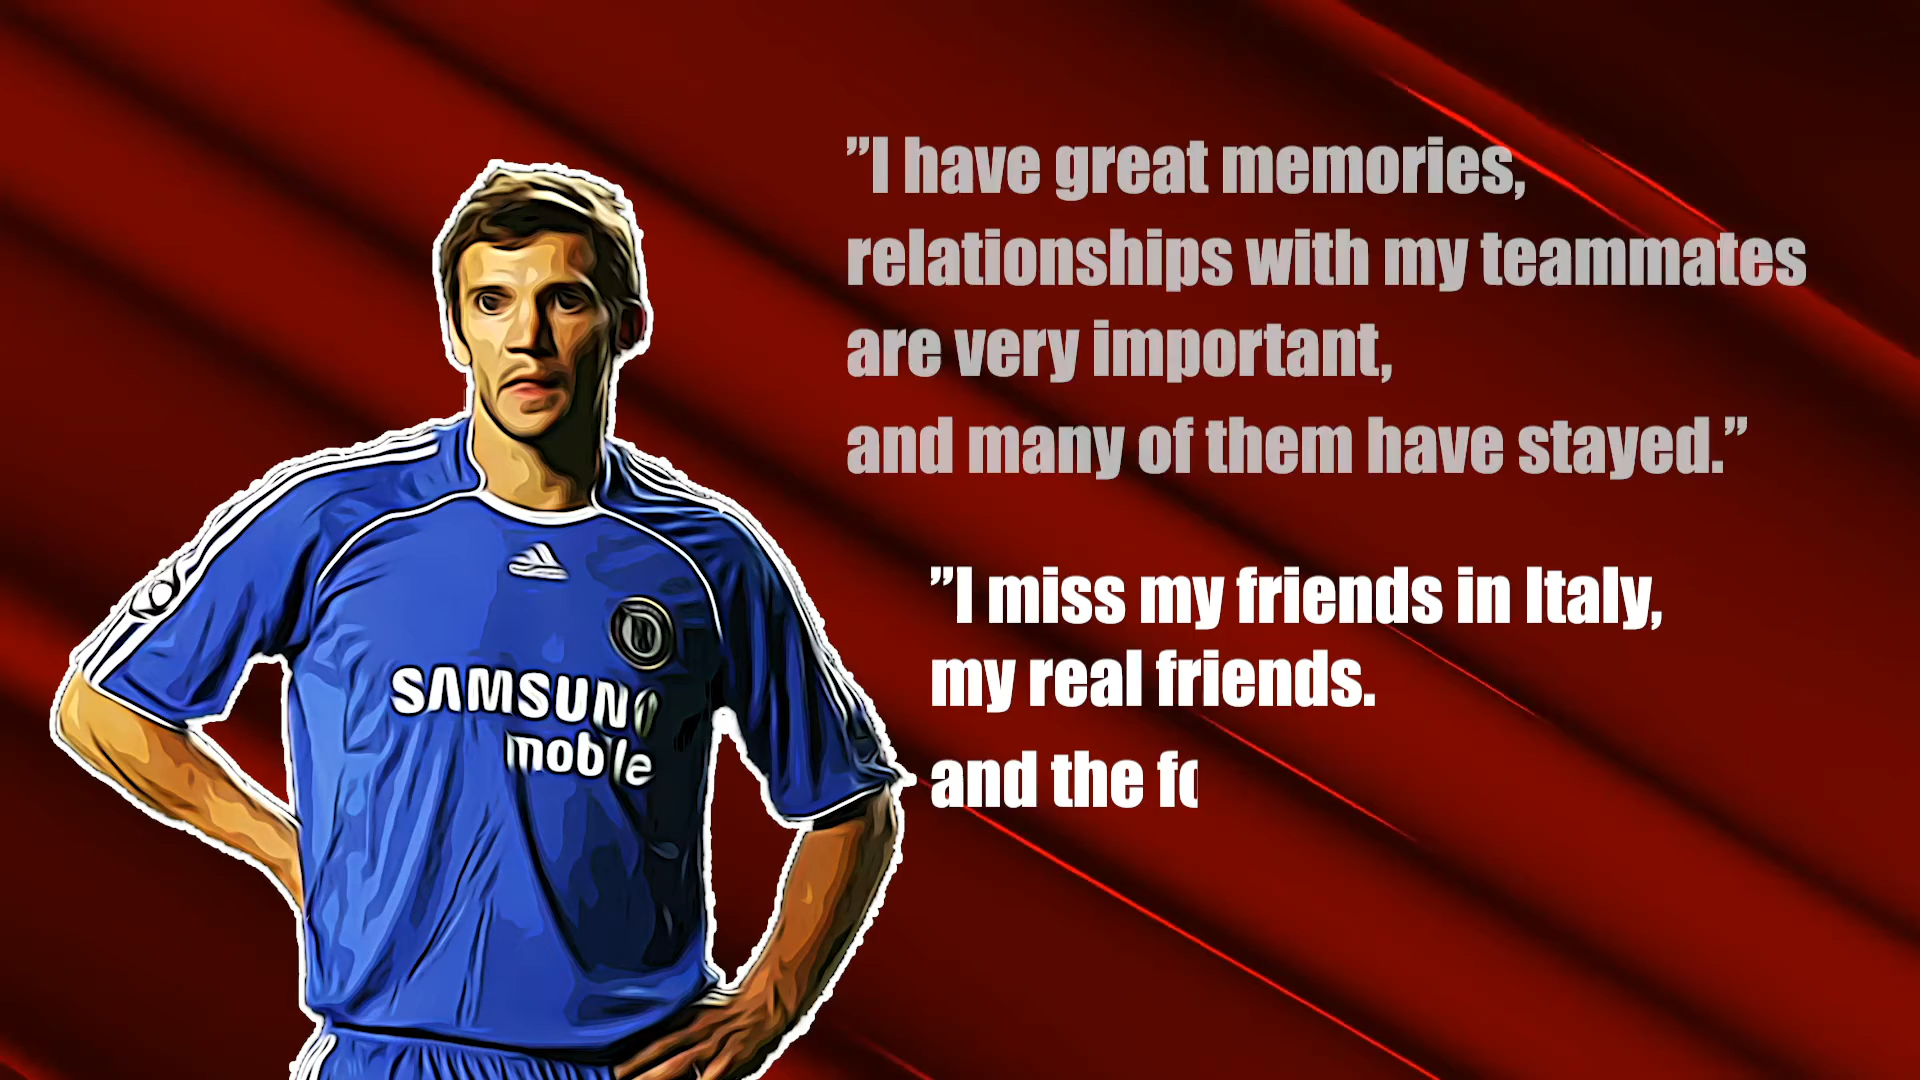 ”I have great memories,
relationships with my teammates
are very important,
and many of them have stayed.”
”I miss my friends in Italy,
my real friends.
and the
SAMSUNG
mobile